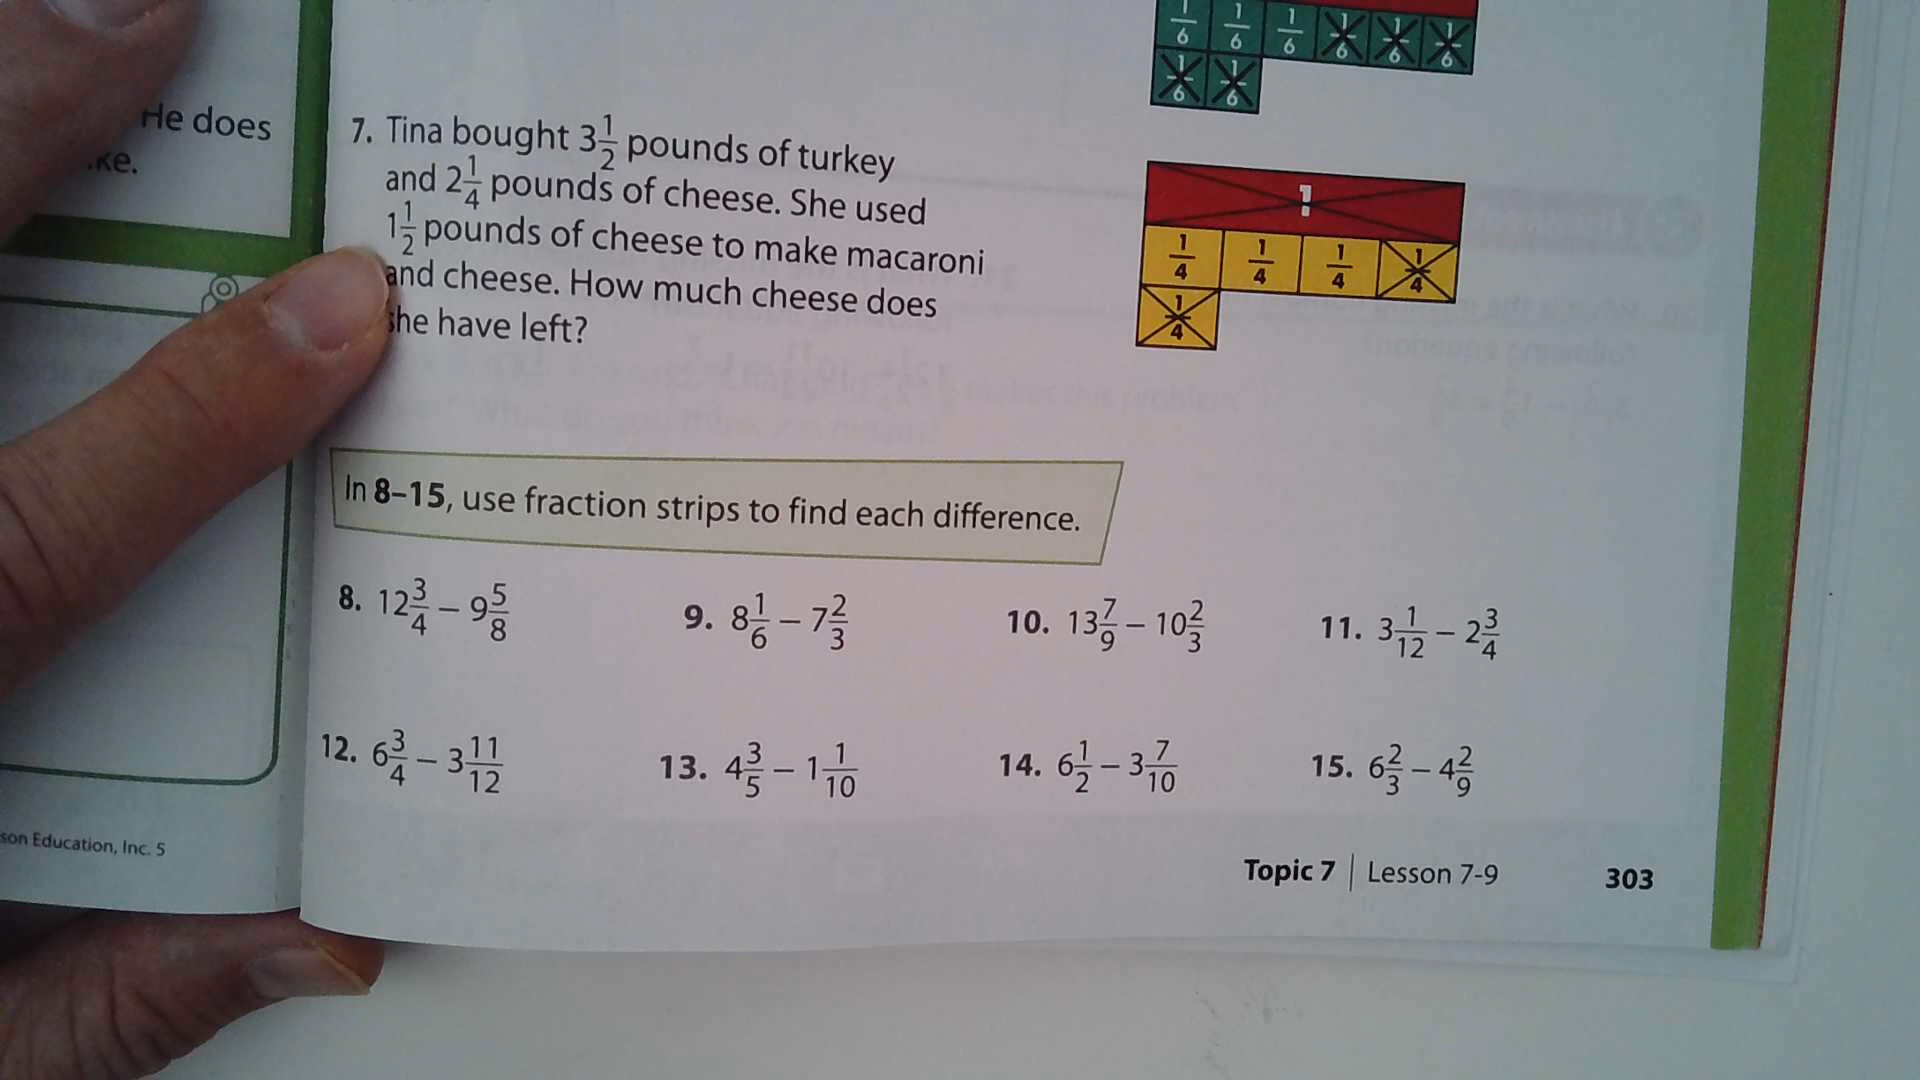 1/6 1/6 1/6 1/6 1/6 1/6
1/6 1/6
He does
ke.
7. Tina bought 3 1/2 pounds of turkey
and 2 1/4 pounds of cheese. She used
1 1/2 pounds of cheese to make macaroni
and cheese. How much cheese does
she have left?
1
1/4 1/4 1/4 1/4
1/4
In 8–15, use fraction strips to find each difference.
8. 12 3/4 – 9 5/8
9. 8 1/6 – 7 2/3
10. 13 7/9 – 10 2/3
11. 3 1/12 – 2 3/4
12. 6 3/4 – 3 11/12
13. 4 3/5 – 1 1/10
14. 6 1/2 – 3 7/10
15. 6 2/3 – 4 2/9
son Education, Inc. 5
Topic 7 | Lesson 7-9 303